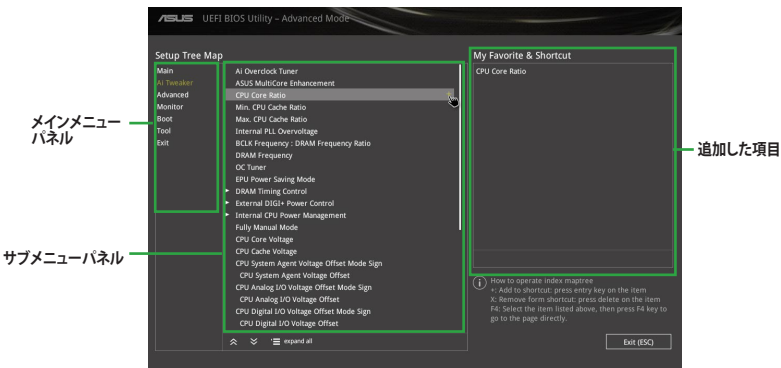 ASUS UEFI BIOS Utility – Advanced Mode
Setup Tree Map
Main
Ai Tweaker
Advanced
Monitor
Boot
Tool
Exit
Ai Overclock Tuner
ASUS MultiCore Enhancement
CPU Core Ratio
Min. CPU Cache Ratio
Max. CPU Cache Ratio
Internal PLL Overvoltage
BCLK Frequency : DRAM Frequency Ratio
DRAM Frequency
OC Tuner
EPU Power Saving Mode
DRAM Timing Control
External DIGI+ Power Control
Internal CPU Power Management
Fully Manual Mode
CPU Core Voltage
CPU Cache Voltage
CPU System Agent Voltage Offset Mode Sign
CPU System Agent Voltage Offset
CPU Analog I/O Voltage Offset Mode Sign
CPU Analog I/O Voltage Offset
CPU Digital I/O Voltage Offset Mode Sign
CPU Digital I/O Voltage Offset
expand all
My Favorite & Shortcut
CPU Core Ratio
How to operate index maptree
+: Add to shortcut: press entry key on the item
X: Remove form shortcut: press delete on the item
F4: Select the item listed above, then press F4 key to
go to the page directly.
Exit (ESC)
メインメニュー
パネル
サブメニューパネル
追加した項目